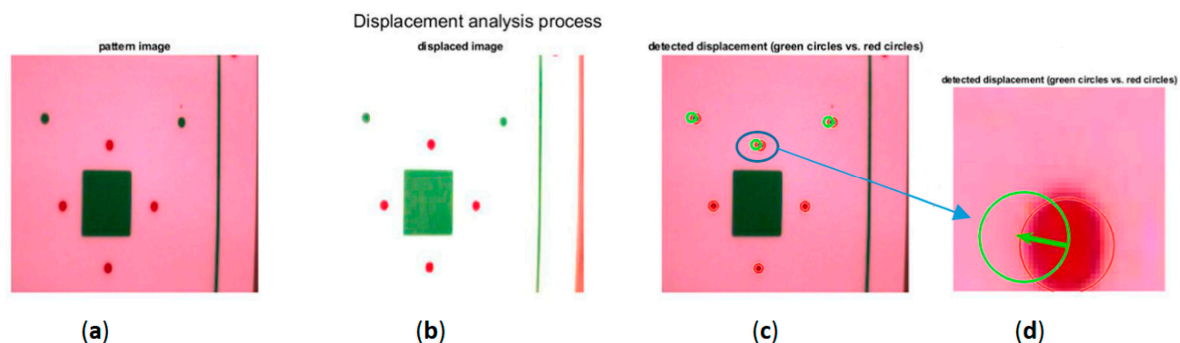 Displacement analysis process
pattern image
displaced image
detected displacement (green circles vs. red circles)
detected displacement (green circles vs. red circles)
(a)
(b)
(c)
(d)